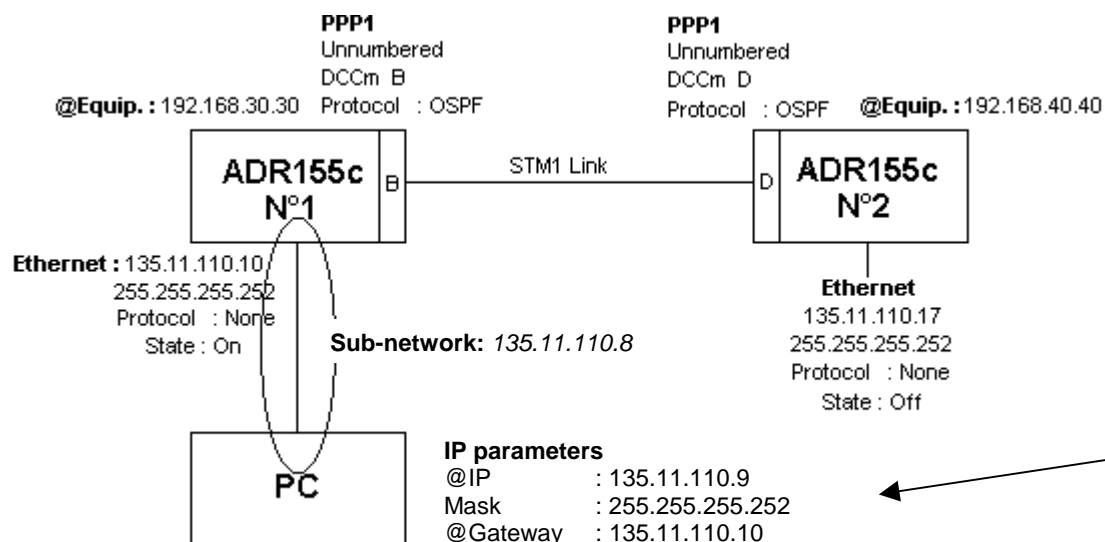 PPP1
Unnumbered
DCCm B
@Equip. : 192.168.30.30 Protocol : OSPF
PPP1
Unnumbered
DCCm D
Protocol : OSPF @Equip. : 192.168.40.40
ADR155c
N°1
B
STM1 Link
D
ADR155c
N°2
Ethernet : 135.11.110.10
255.255.255.252
Protocol : None
State : On
Sub-network: 135.11.110.8
Ethernet
135.11.110.17
255.255.255.252
Protocol : None
State : Off
PC
IP parameters
@IP : 135.11.110.9
Mask : 255.255.255.252
@Gateway : 135.11.110.10